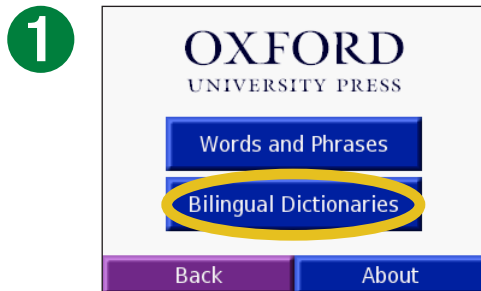 1
OXFORD
UNIVERSITY PRESS
Words and Phrases
Bilingual Dictionaries
Back About